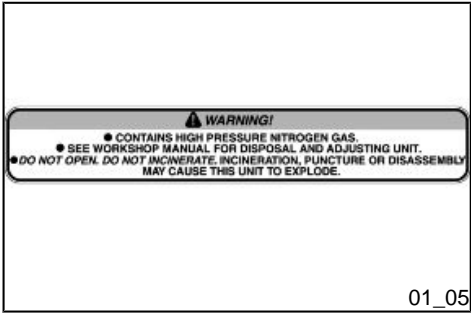 WARNING!
● CONTAINS HIGH PRESSURE NITROGEN GAS.
● SEE WORKSHOP MANUAL FOR DISPOSAL AND ADJUSTING UNIT.
● DO NOT OPEN. DO NOT INCINERATE. INCINERATION, PUNCTURE OR DISASSEMBLY
MAY CAUSE THIS UNIT TO EXPLODE.
01_05